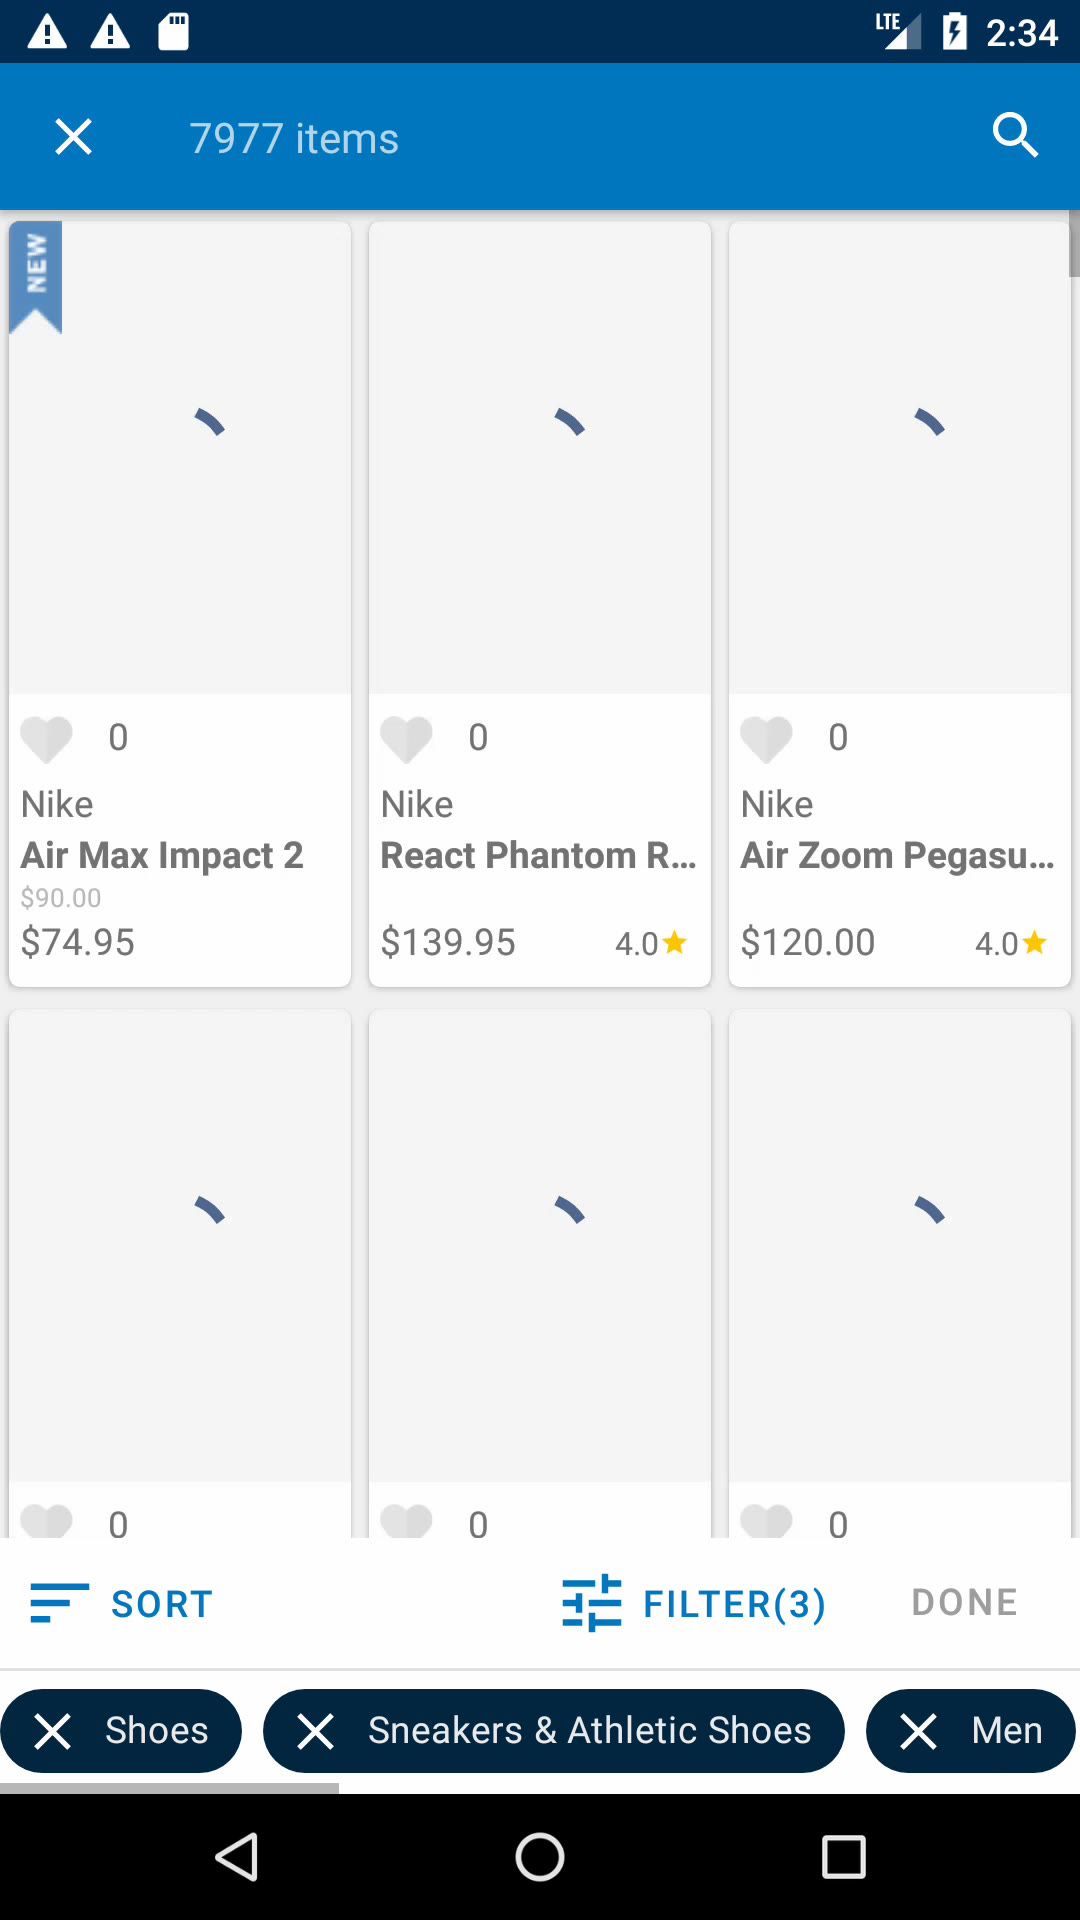 LTE 2:34
7977 items
NEW
0 0 0
Nike Nike Nike
Air Max Impact 2 React Phantom R... Air Zoom Pegasu...
$90.00
$74.95 $139.95 4.0 $120.00 4.0
0 0 0
SORT FILTER(3) DONE
Shoes Sneakers & Athletic Shoes Men